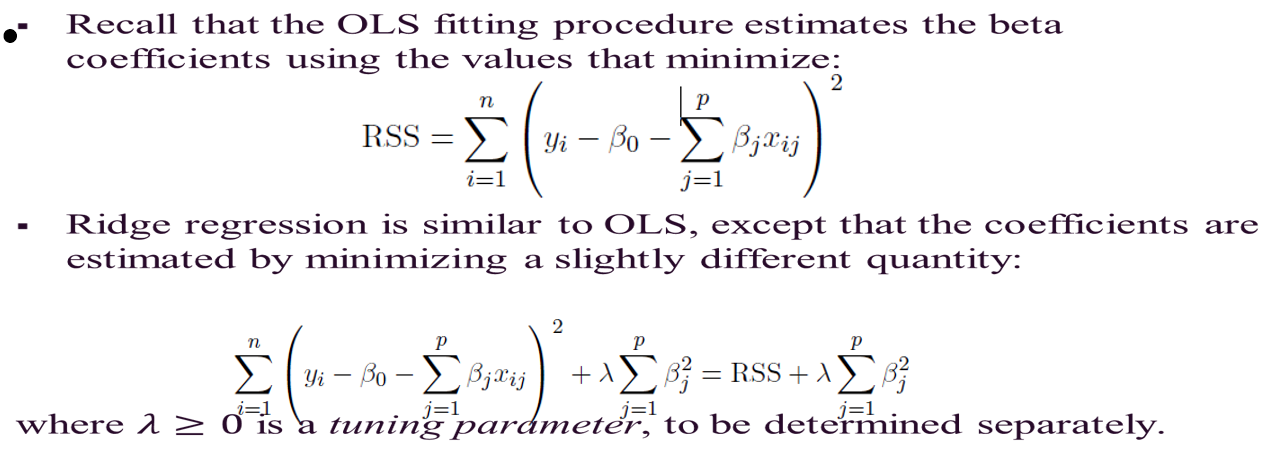 - Recall that the OLS fitting procedure estimates the beta
coefficients using the values that minimize:
RSS = \sum_{i=1}^{n} \left( y_i - \beta_0 - \sum_{j=1}^{p} \beta_j x_{ij} \right)^2
- Ridge regression is similar to OLS, except that the coefficients are
estimated by minimizing a slightly different quantity:
\sum_{i=1}^{n} \left( y_i - \beta_0 - \sum_{j=1}^{p} \beta_j x_{ij} \right)^2 + \lambda \sum_{j=1}^{p} \beta_j^2 = RSS + \lambda \sum_{j=1}^{p} \beta_j^2
where λ ≥ 0 is a tuning parameter, to be determined separately.